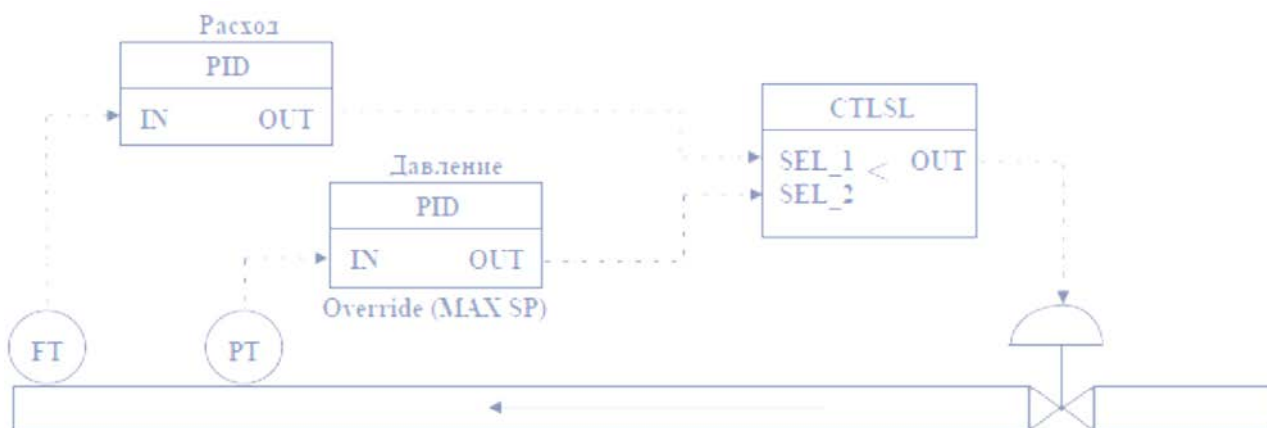 Расход
PID
IN OUT
Давление
PID
IN OUT
Override (MAX SP)
CTLSL
SEL_1 < OUT
SEL_2
FT
PT